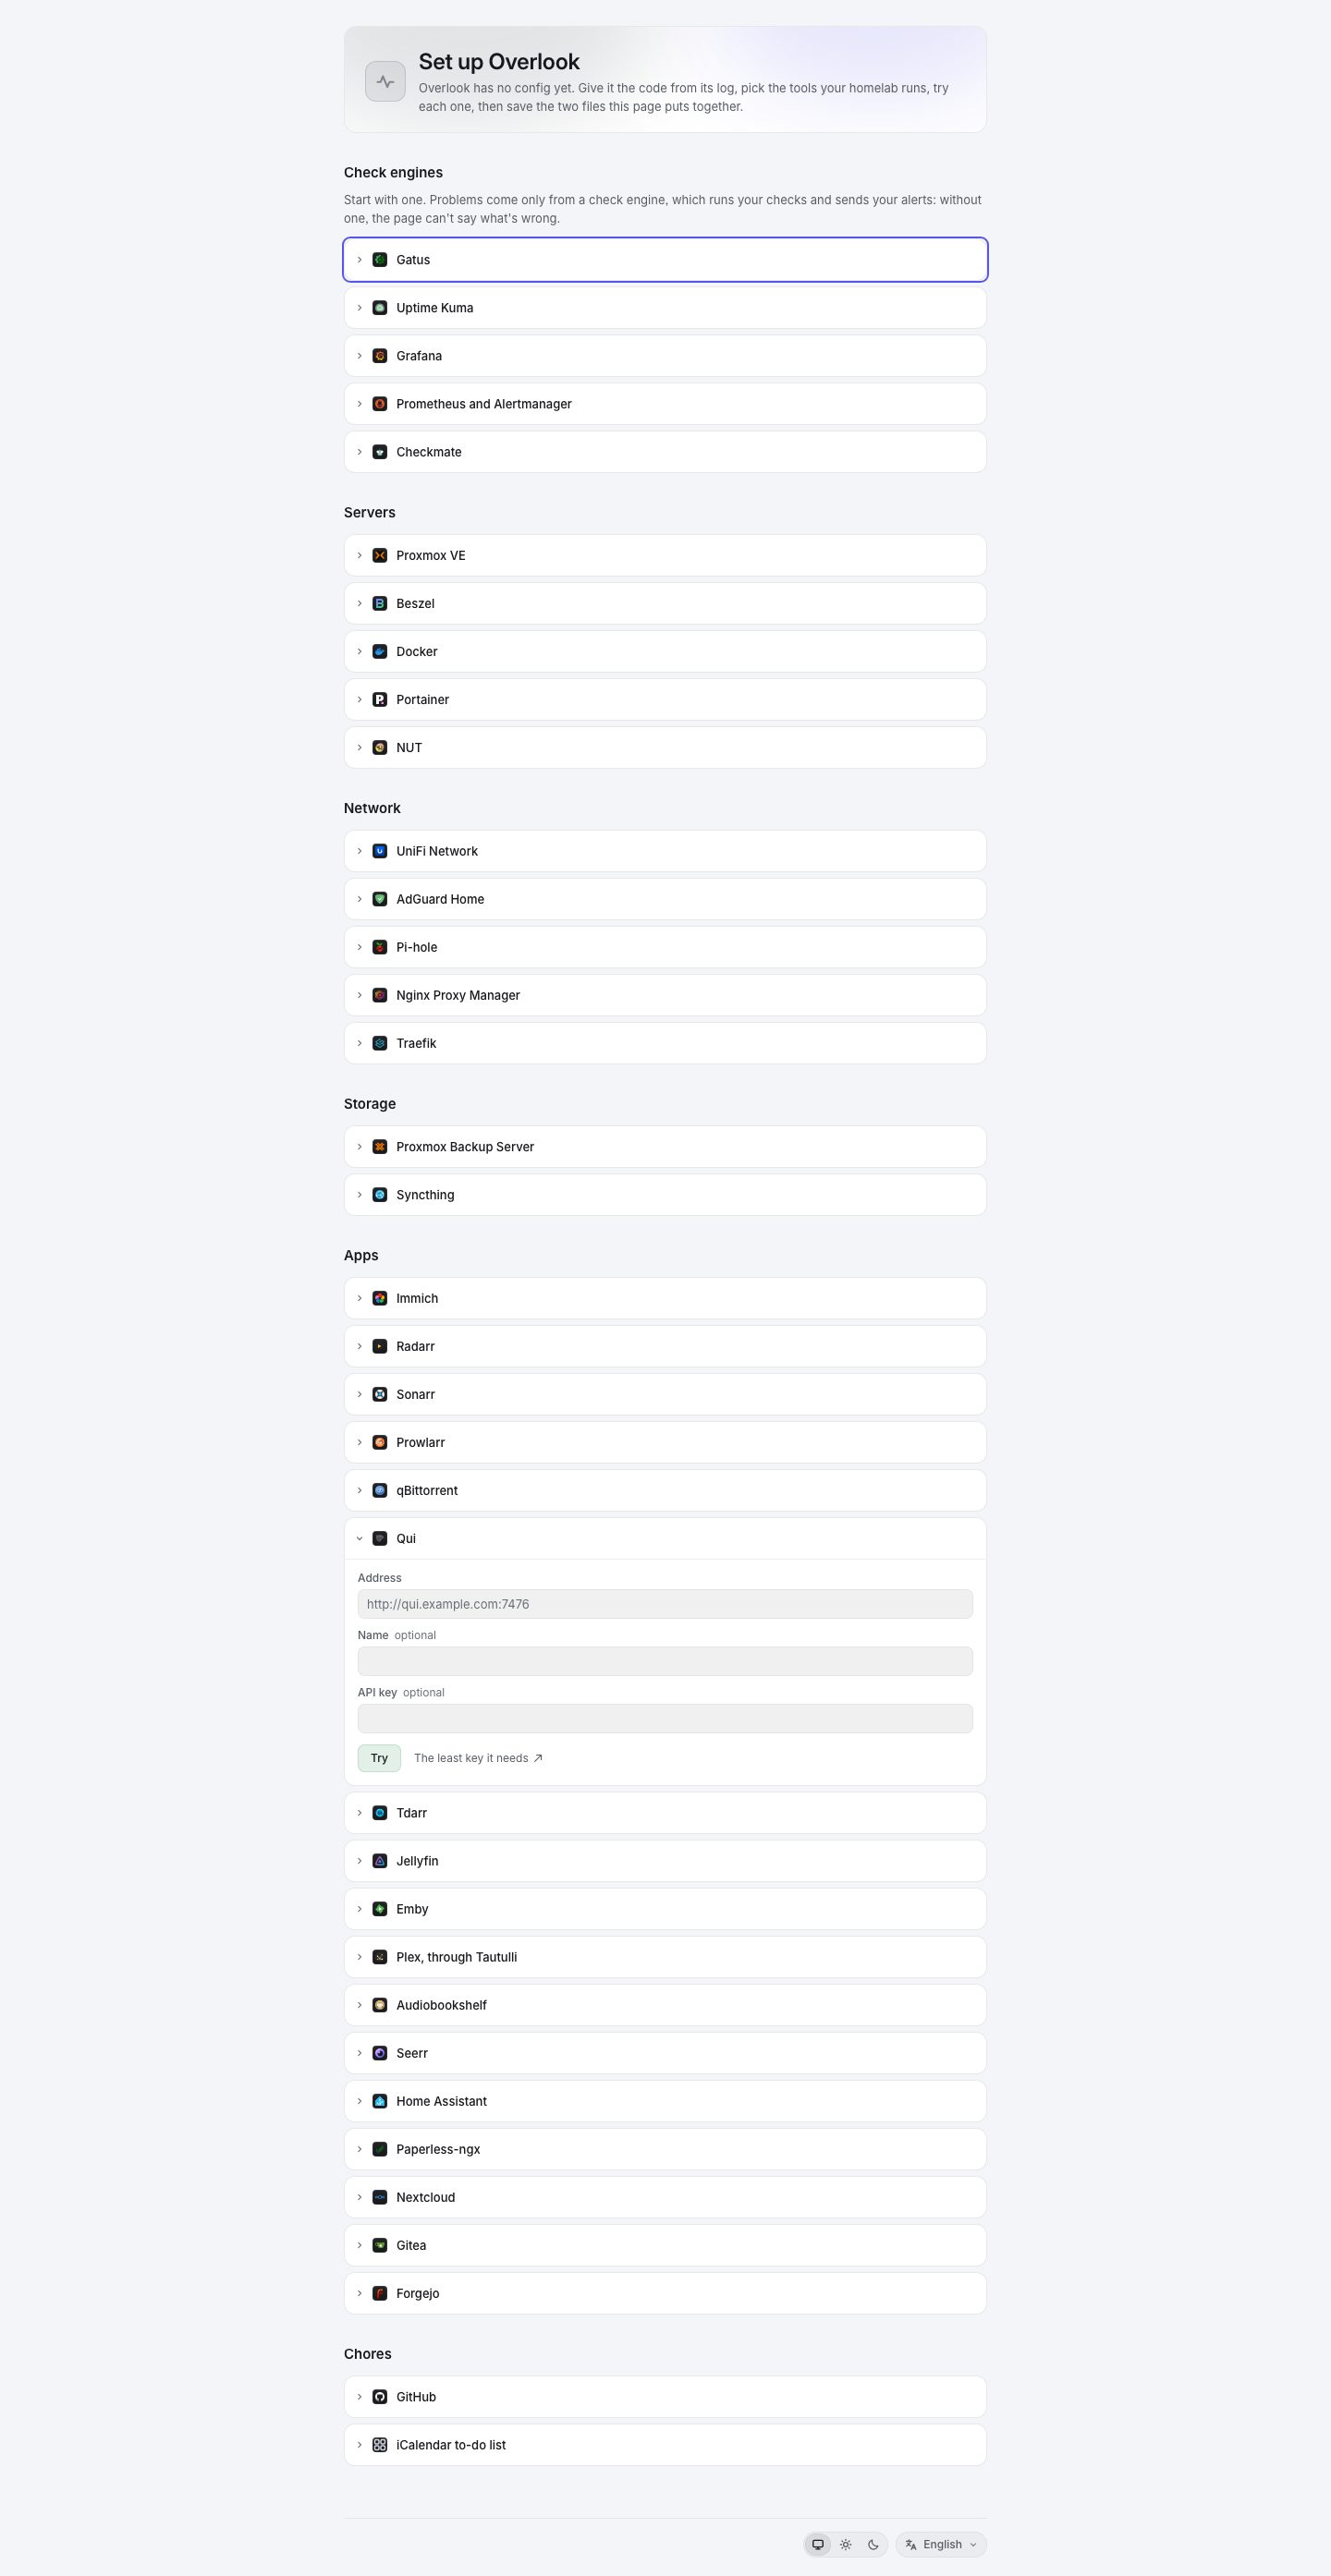 Set up Overlook
Overlook has no config yet. Give it the code from its log, pick the tools your homelab runs, try
each one, then save the two files this page puts together.
Check engines
Start with one. Problems come only from a check engine, which runs your checks and sends your alerts: without
one, the page can't say what's wrong.
Gatus
Uptime Kuma
Grafana
Prometheus and Alertmanager
Checkmate
Servers
Proxmox VE
Beszel
Docker
Portainer
NUT
Network
UniFi Network
AdGuard Home
Pi-hole
Nginx Proxy Manager
Traefik
Storage
Proxmox Backup Server
Syncthing
Apps
Immich
Radarr
Sonarr
Prowlarr
qBittorrent
Qui
Address
http://qui.example.com:7476
Name optional
API key optional
Try The least key it needs
Tdarr
Jellyfin
Emby
Plex, through Tautulli
Audiobookshelf
Seerr
Home Assistant
Paperless-ngx
Nextcloud
Gitea
Forgejo
Chores
GitHub
iCalendar to-do list
English